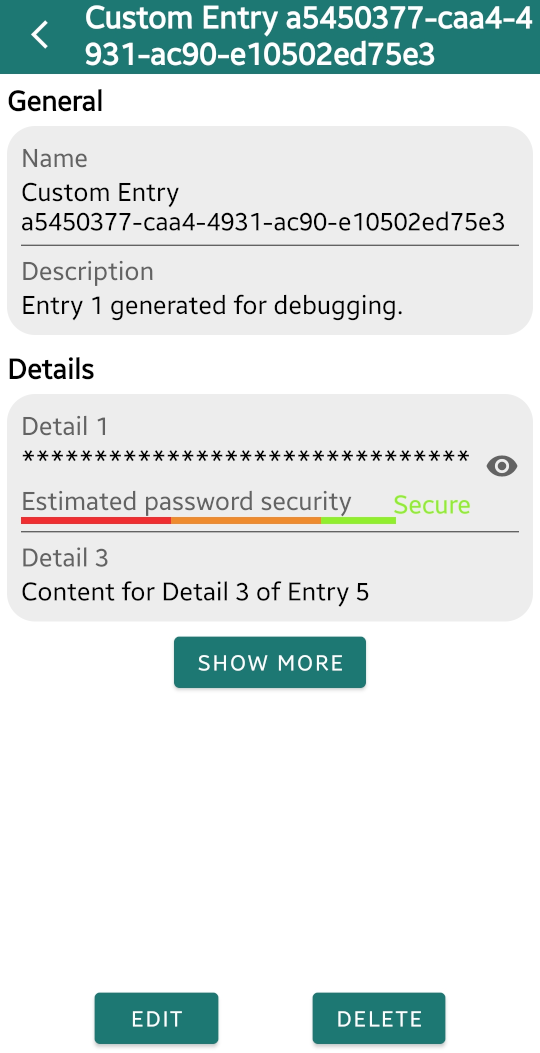 Custom Entry a5450377-caa4-4
931-ac90-e10502ed75e3
General
Name
Custom Entry
a5450377-caa4-4931-ac90-e10502ed75e3
Description
Entry 1 generated for debugging.
Details
Detail 1
*******************************
Estimated password security Secure
Detail 3
Content for Detail 3 of Entry 5
SHOW MORE
EDIT DELETE